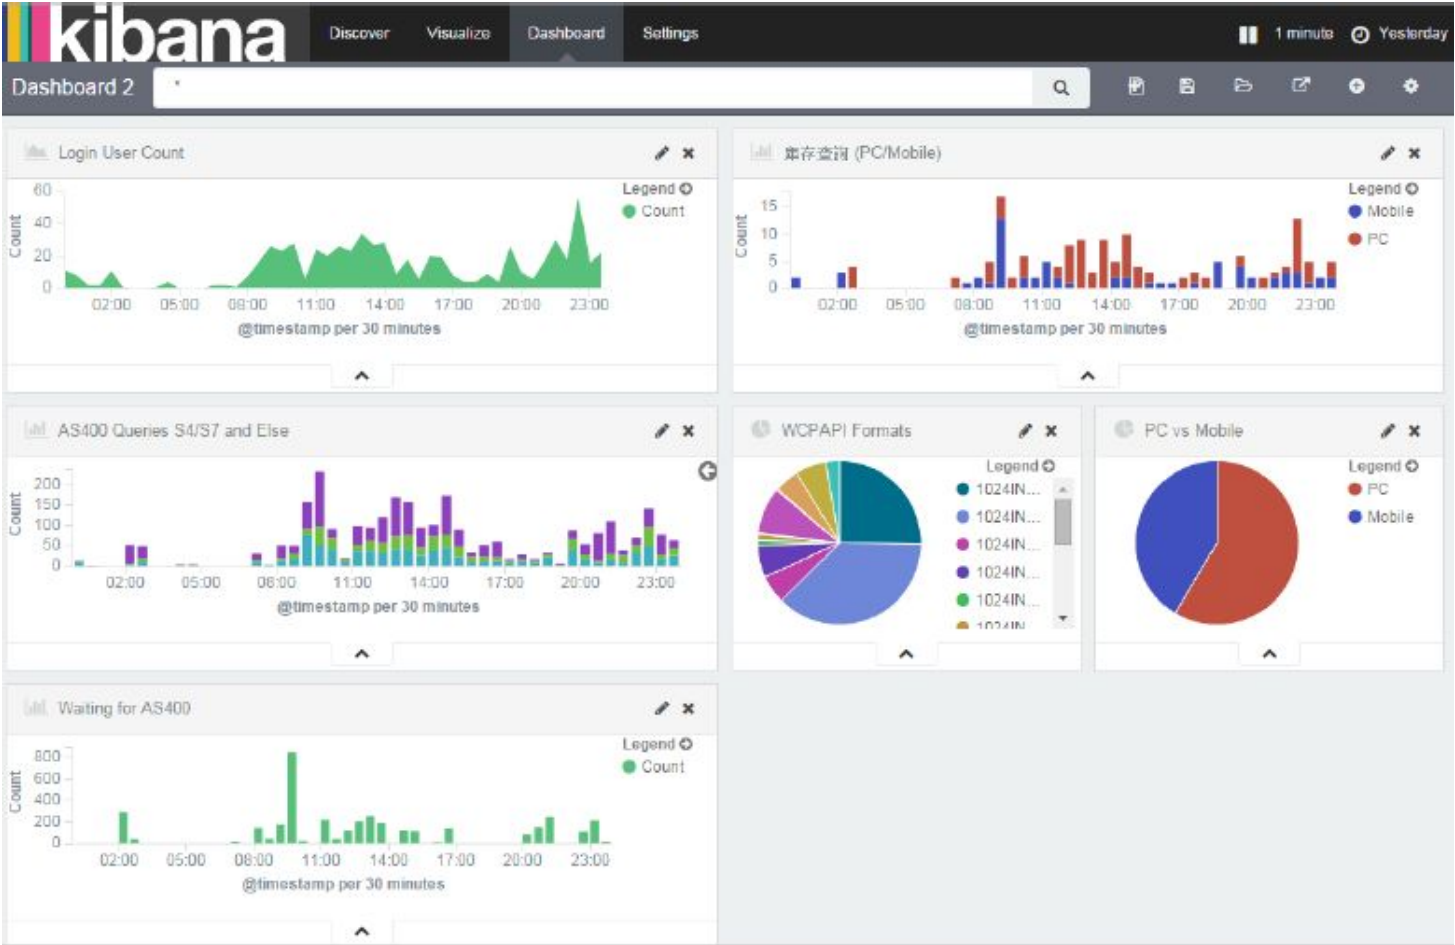 kibana Discover Visualize Dashboard Settings 1 minute Yesterday
Dashboard 2 *
Login User Count
60
40
20
0
Count
Legend
Count
02:00 05:00 08:00 11:00 14:00 17:00 20:00 23:00
@timestamp per 30 minutes
庫存查詢 (PC/Mobile)
15
10
5
0
Count
Legend
Mobile
PC
02:00 05:00 08:00 11:00 14:00 17:00 20:00 23:00
@timestamp per 30 minutes
AS400 Queries S4/S7 and Else
200
150
100
50
0
Count
02:00 05:00 08:00 11:00 14:00 17:00 20:00 23:00
@timestamp per 30 minutes
WCPAPI Formats
Legend
1024IN...
1024IN...
1024IN...
1024IN...
1024IN...
1024IN
PC vs Mobile
Legend
PC
Mobile
Waiting for AS400
800
600
400
200
0
Count
Legend
Count
02:00 05:00 08:00 11:00 14:00 17:00 20:00 23:00
@timestamp per 30 minutes